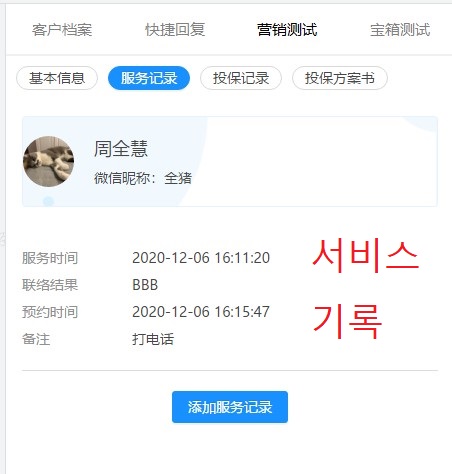 客户档案 快捷回复 营销测试 宝箱测试
基本信息 服务记录 投保记录 投保方案书
周全慧
微信昵称：全猪
服务时间 2020-12-06 16:11:20
联络结果 BBB
预约时间 2020-12-06 16:15:47
备注 打电话
서비스
기록
添加服务记录